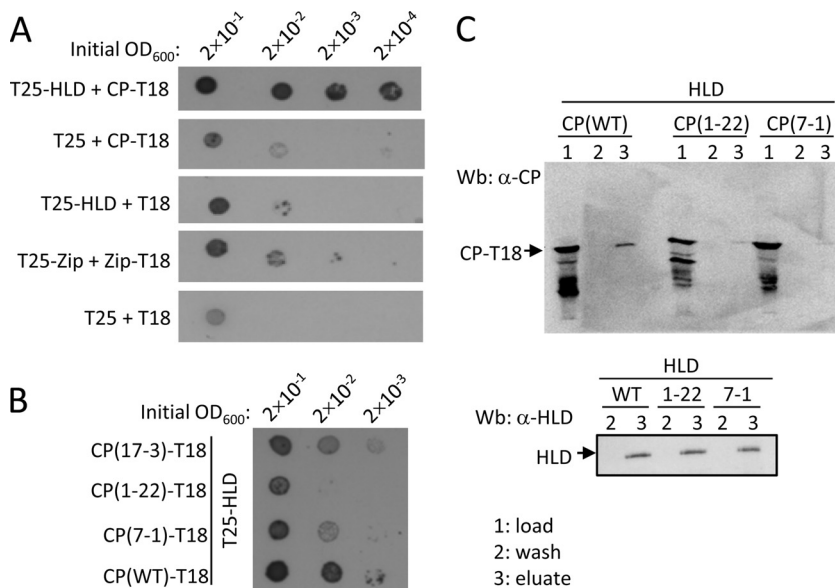 A
Initial OD600: 2×10-1 2×10-2 2×10-3 2×10-4
T25-HLD + CP-T18
T25 + CP-T18
T25-HLD + T18
T25-Zip + Zip-T18
T25 + T18
B
Initial OD600: 2×10-1 2×10-2 2×10-3
CP(17-3)-T18
CP(1-22)-T18
CP(7-1)-T18
CP(WT)-T18
T25-HLD
C
HLD
CP(WT) CP(1-22) CP(7-1)
1 2 3 1 2 3 1 2 3
Wb: α-CP
CP-T18
HLD
WT 1-22 7-1
Wb: α-HLD 2 3 2 3 2 3
HLD
1: load
2: wash
3: eluate